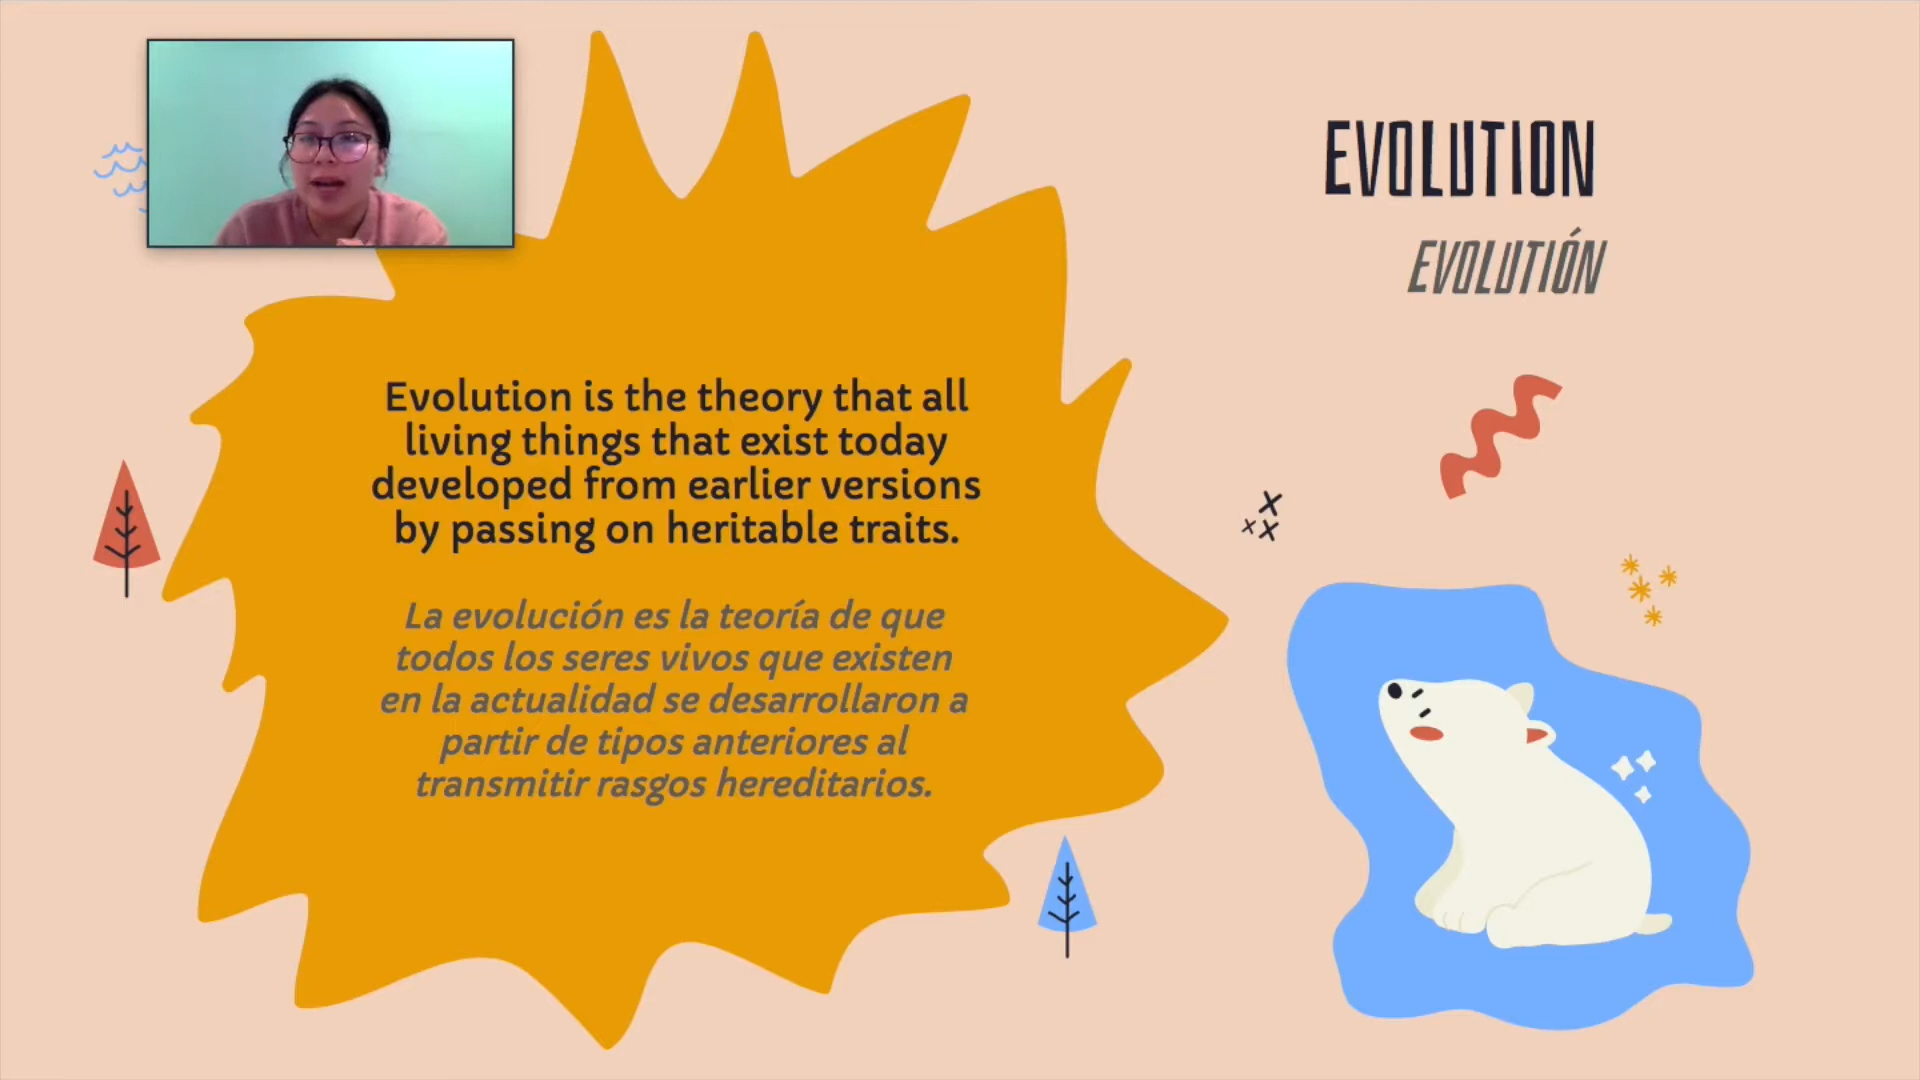 EVOLUTION
EVOLUTIÓN
Evolution is the theory that all
living things that exist today
developed from earlier versions
by passing on heritable traits.
La evolución es la teoría de que
todos los seres vivos que existen
en la actualidad se desarrollaron a
partir de tipos anteriores al
transmitir rasgos hereditarios.